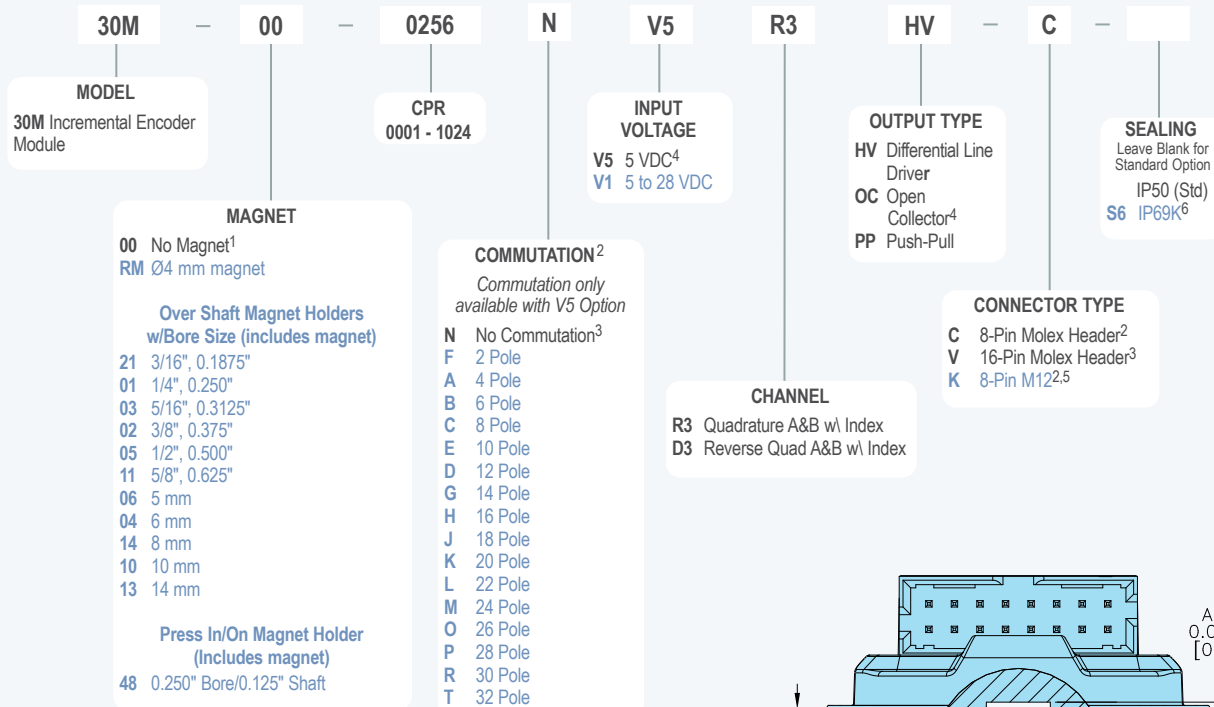 30M – 00 – 0256 N V5 R3 HV – C –
MODEL
30M Incremental Encoder
Module
MAGNET
00 No Magnet1
RM Ø4 mm magnet
Over Shaft Magnet Holders
w/Bore Size (includes magnet)
21 3/16", 0.1875"
01 1/4", 0.250"
03 5/16", 0.3125"
02 3/8", 0.375"
05 1/2", 0.500"
11 5/8", 0.625"
06 5 mm
04 6 mm
14 8 mm
10 10 mm
13 14 mm
Press In/On Magnet Holder
(Includes magnet)
48 0.250" Bore/0.125" Shaft
CPR
0001 - 1024
COMMUTATION2
Commutation only
available with V5 Option
N No Commutation3
F 2 Pole
A 4 Pole
B 6 Pole
C 8 Pole
E 10 Pole
D 12 Pole
G 14 Pole
H 16 Pole
J 18 Pole
K 20 Pole
L 22 Pole
M 24 Pole
O 26 Pole
P 28 Pole
R 30 Pole
T 32 Pole
INPUT
VOLTAGE
V5 5 VDC4
V1 5 to 28 VDC
CHANNEL
R3 Quadrature A&B w\ Index
D3 Reverse Quad A&B w\ Index
OUTPUT TYPE
HV Differential Line
Driver
OC Open
Collector4
PP Push-Pull
CONNECTOR TYPE
C 8-Pin Molex Header2
V 16-Pin Molex Header3
K 8-Pin M122,5
SEALING
Leave Blank for
Standard Option
IP50 (Std)
S6 IP69K6
A